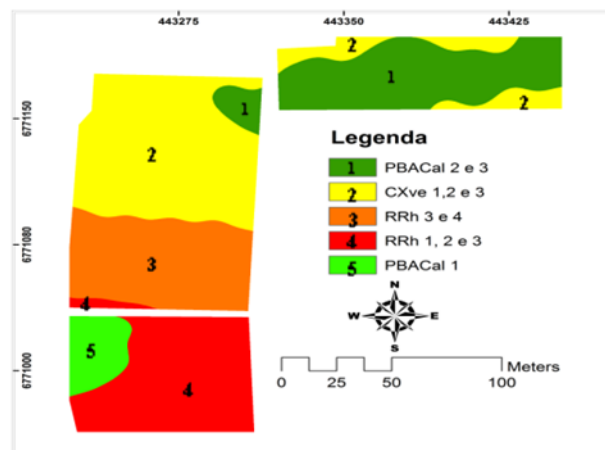 443275 443350 443425
6771150
6771080
6771000
2
1
2
1
2
3
4
5
4
Legenda
1 PBACal 2 e 3
2 CXve 1,2 e 3
3 RRh 3 e 4
4 RRh 1, 2 e 3
5 PBACal 1
N
W E
S
Meters
0 25 50 100